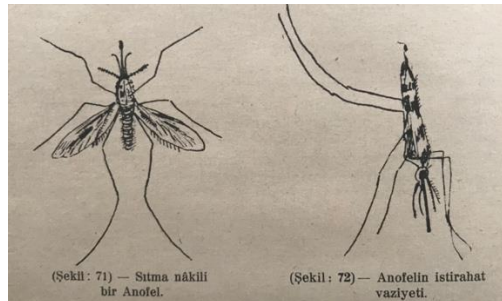 (Şekil: 71) — Sıtma nâkili
bir Anofel.
(Şekil: 72) — Anofelin istirahat
vaziyeti.